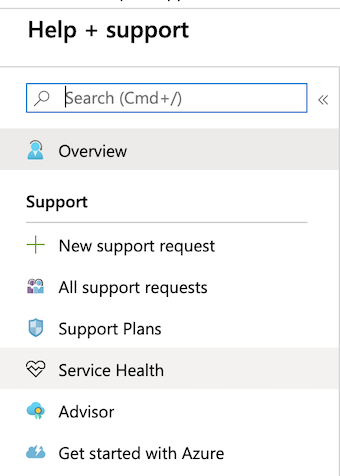 Help + support
Search (Cmd+/)
«
Overview
Support
New support request
All support requests
Support Plans
Service Health
Advisor
Get started with Azure